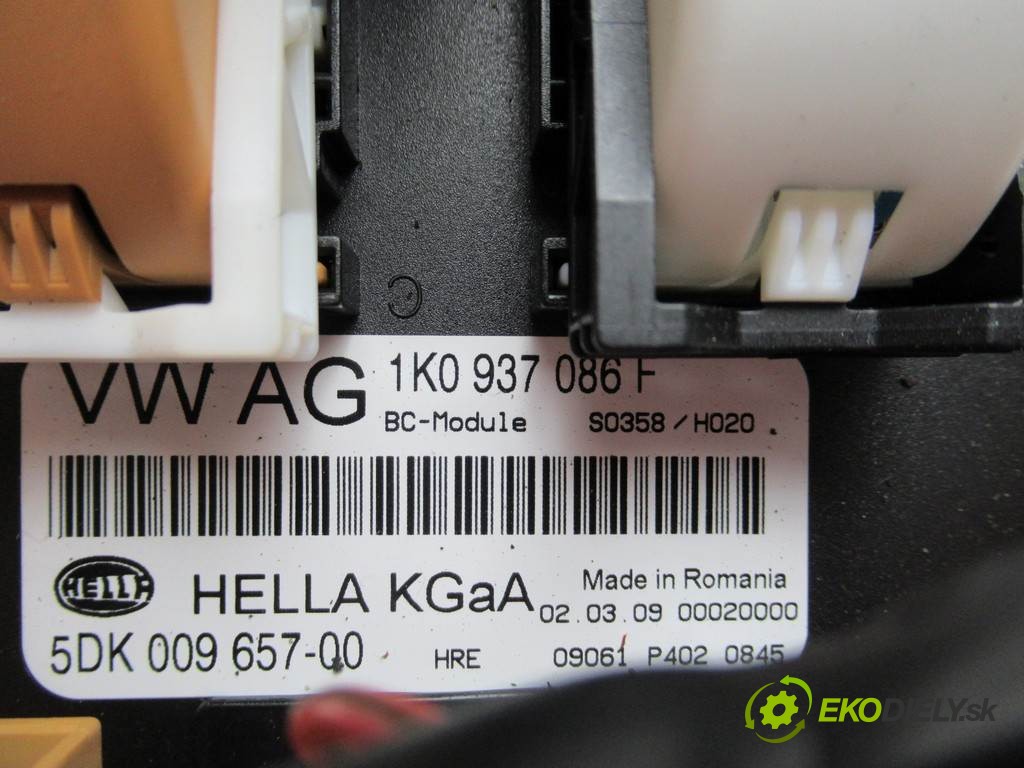 C
VW AG 1K0 937 086 F
BC-Module S0358 / H020
HELLA HELLA KGaA Made in Romania
02.03.09 00020000
5DK 009 657-00 HRE 09061 P402 0845
EKODIELY.sk